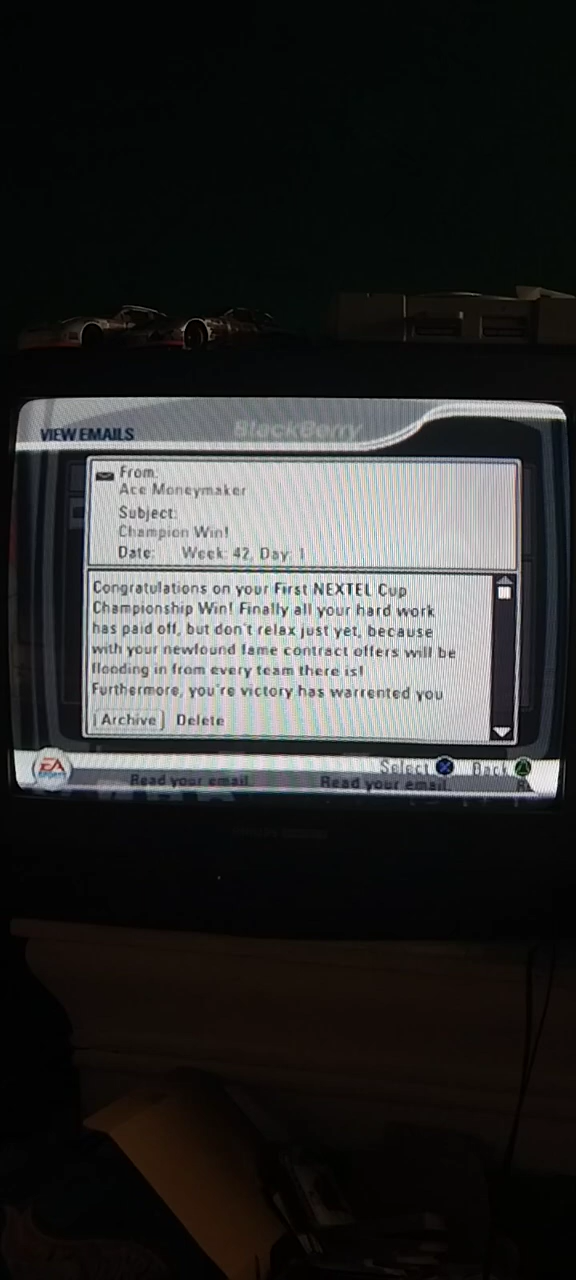 VIEW EMAILS
BlackBerry
From:
Ace Moneymaker
Subject:
Champion Win!
Date: Week: 42, Day: 1
Congratulations on your First NEXTEL Cup
Championship Win! Finally all your hard work
has paid off, but don't relax just yet, because
with your newfound fame contract offers will be
flooding in from every team there is!
Furthermore, you're victory has warrented you
Archive Delete
Select Back
EA
Read your email. Read your email.